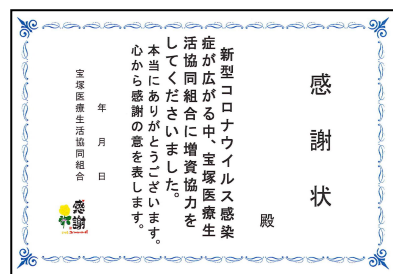 感謝状
殿
新型コロナウイルス感染
症が広がる中、宝塚医療生
活協同組合に増資協力を
してくださいました。
本当にありがとうございます。
心から感謝の意を表します。
年 月 日
宝塚医療生活協同組合
感謝